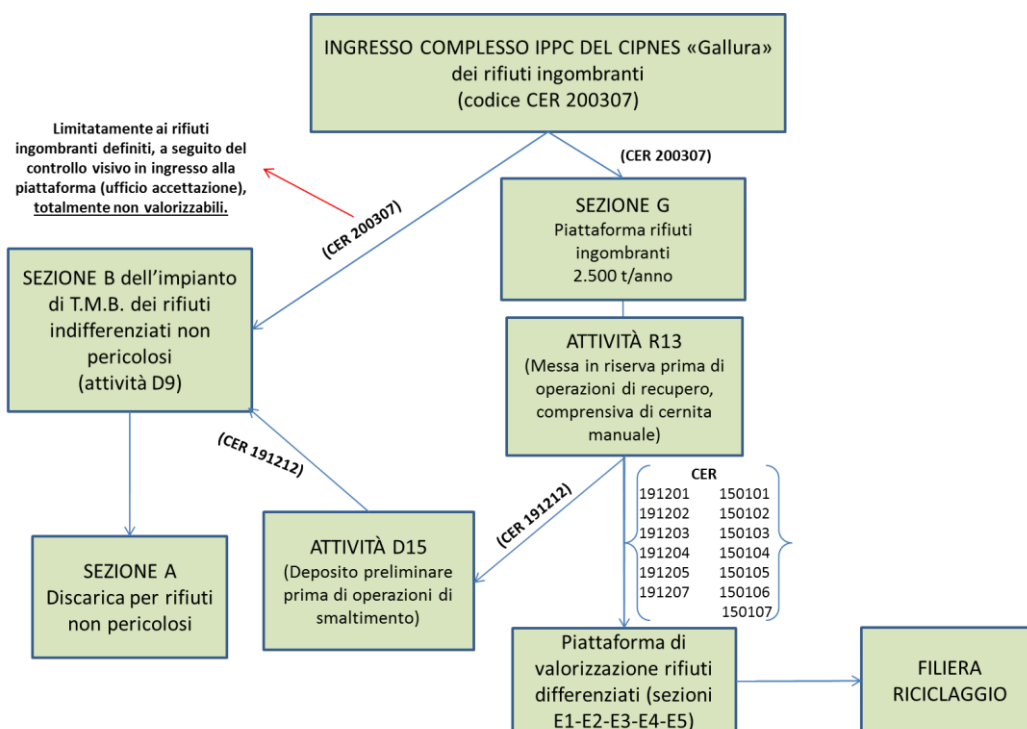 INGRESSO COMPLESSO IPPC DEL CIPNES «Gallura»
dei rifiuti ingombranti
(codice CER 200307)
Limitatamente ai rifiuti
ingombranti definiti, a seguito del
controllo visivo in ingresso alla
piattaforma (ufficio accettazione),
totalmente non valorizzabili.
(CER 200307)
(CER 200307)
SEZIONE G
Piattaforma rifiuti
ingombranti
2.500 t/anno
SEZIONE B dell’impianto
di T.M.B. dei rifiuti
indifferenziati non
pericolosi
(attività D9)
ATTIVITÀ R13
(Messa in riserva prima di
operazioni di recupero,
comprensiva di cernita
manuale)
(CER 191212)
(CER 191212)
CER
191201 150101
191202 150102
191203 150103
191204 150104
191205 150105
191207 150106
150107
SEZIONE A
Discarica per rifiuti
non pericolosi
ATTIVITÀ D15
(Deposito preliminare
prima di operazioni di
smaltimento)
Piattaforma di
valorizzazione rifiuti
differenziati (sezioni
E1-E2-E3-E4-E5)
FILIERA
RICICLAGGIO